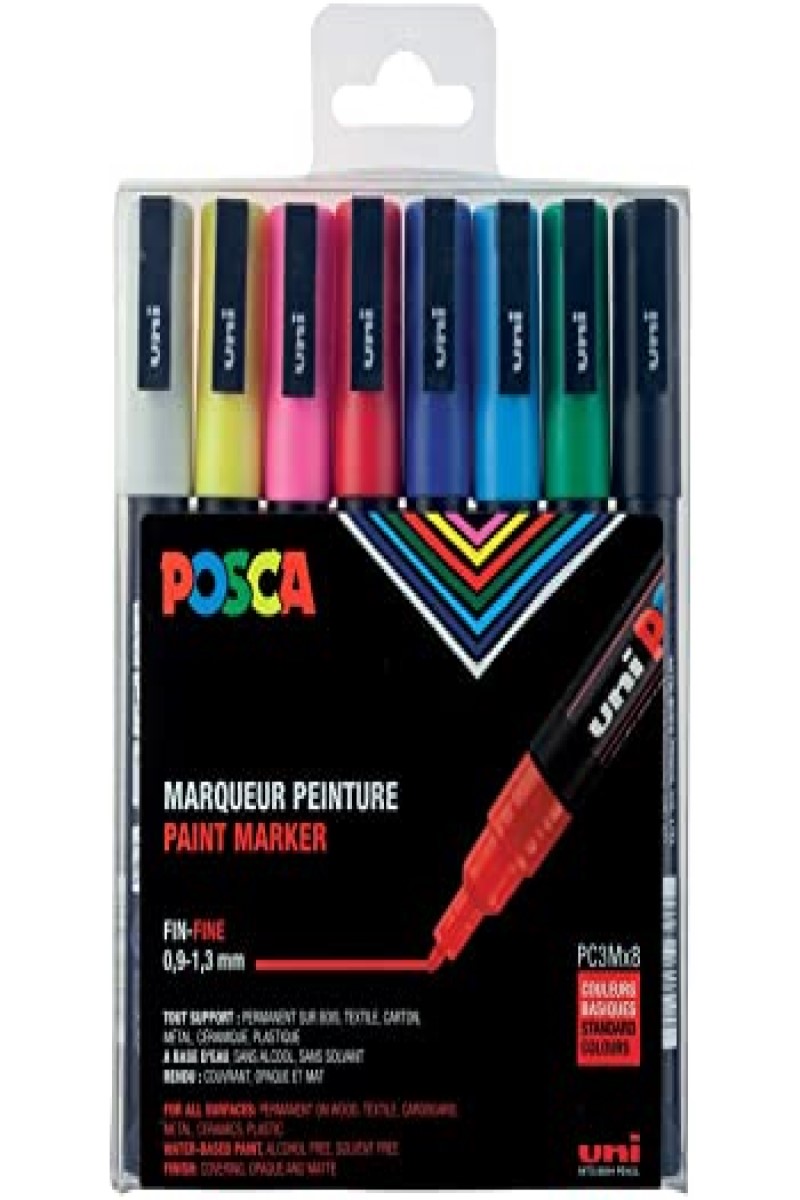 uni uni uni uni uni uni uni uni
POSCA
uni
MARQUEUR PEINTURE
PAINT MARKER
FIN-FINE
0,9-1,3 mm
PC3Mx8
COULEURS
BASIQUES
STANDARD
COLOURS
TOUT SUPPORT : PERMANENT SUR BOIS, TEXTILE, CARTON,
MÉTAL, CÉRAMIQUE, PLASTIQUE
A BASE D'EAU, SANS ALCOOL, SANS SOLVANT
RENDU : COUVRANT, OPAQUE ET MAT
FOR ALL SURFACES: PERMANENT ON WOOD, TEXTILE, CARDBOARD,
METAL, CERAMICS, PLASTIC
WATER-BASED PAINT, ALCOHOL FREE, SOLVENT FREE
FINISH: COVERING, OPAQUE AND MATTE
uni
MITSUBISHI PENCIL